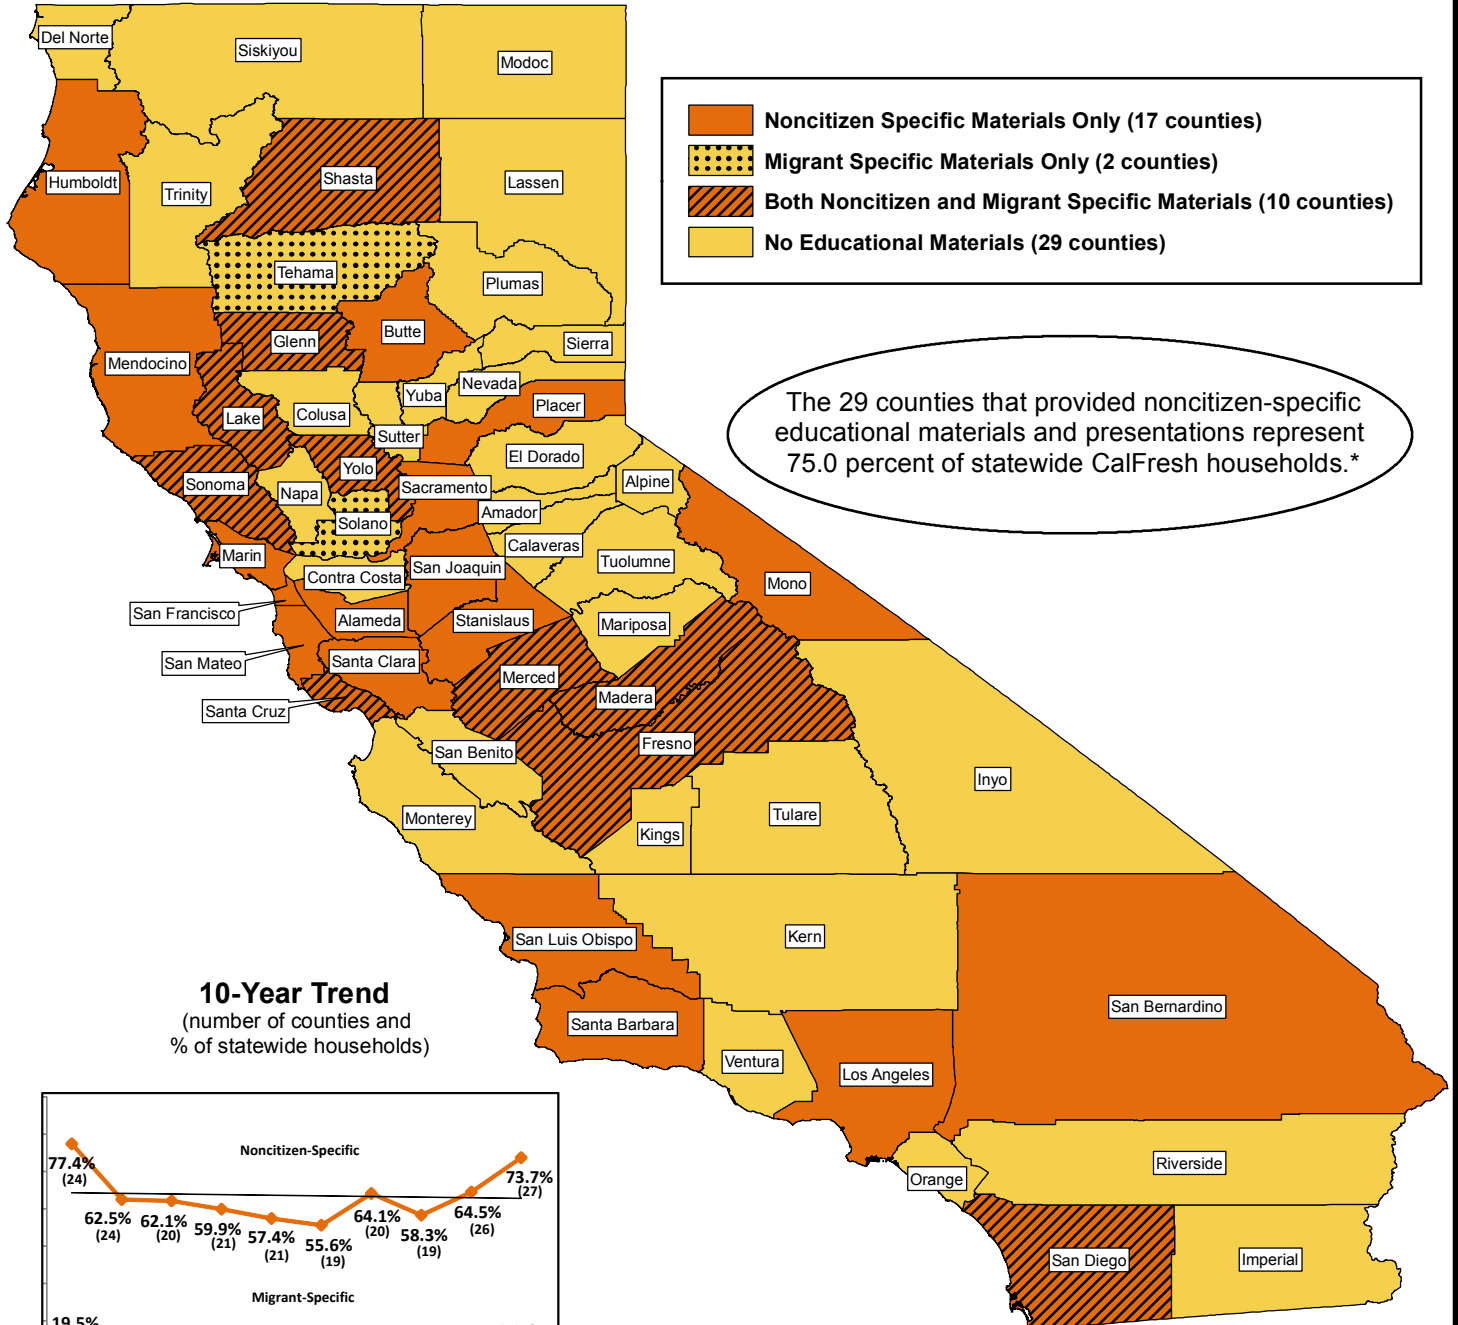 Del Norte
Siskiyou
Modoc
Noncitizen Specific Materials Only (17 counties)
Migrant Specific Materials Only (2 counties)
Both Noncitizen and Migrant Specific Materials (10 counties)
No Educational Materials (29 counties)
Humboldt
Trinity
Shasta
Lassen
Tehama
Plumas
Mendocino
Glenn
Butte
Sierra
Lake
Colusa
Yuba
Nevada
Placer
Sutter
The 29 counties that provided noncitizen-specific
educational materials and presentations represent
75.0 percent of statewide CalFresh households.*
Sonoma
Napa
Yolo
Sacramento
El Dorado
Alpine
Solano
Amador
Marin
Contra Costa
San Joaquin
Calaveras
Tuolumne
Mono
San Francisco
Alameda
Stanislaus
Mariposa
San Mateo
Santa Clara
Merced
Madera
Santa Cruz
San Benito
Fresno
Inyo
Monterey
Kings
Tulare
San Luis Obispo
Kern
Santa Barbara
Ventura
Los Angeles
San Bernardino
Orange
Riverside
San Diego
Imperial
10-Year Trend
(number of counties and
% of statewide households)
Noncitizen-Specific
77.4%
(24)
62.5%
(24)
62.1%
(20)
59.9%
(21)
57.4%
(21)
55.6%
(19)
64.1%
(20)
58.3%
(19)
64.5%
(26)
73.7%
(27)
Migrant-Specific
19.5%